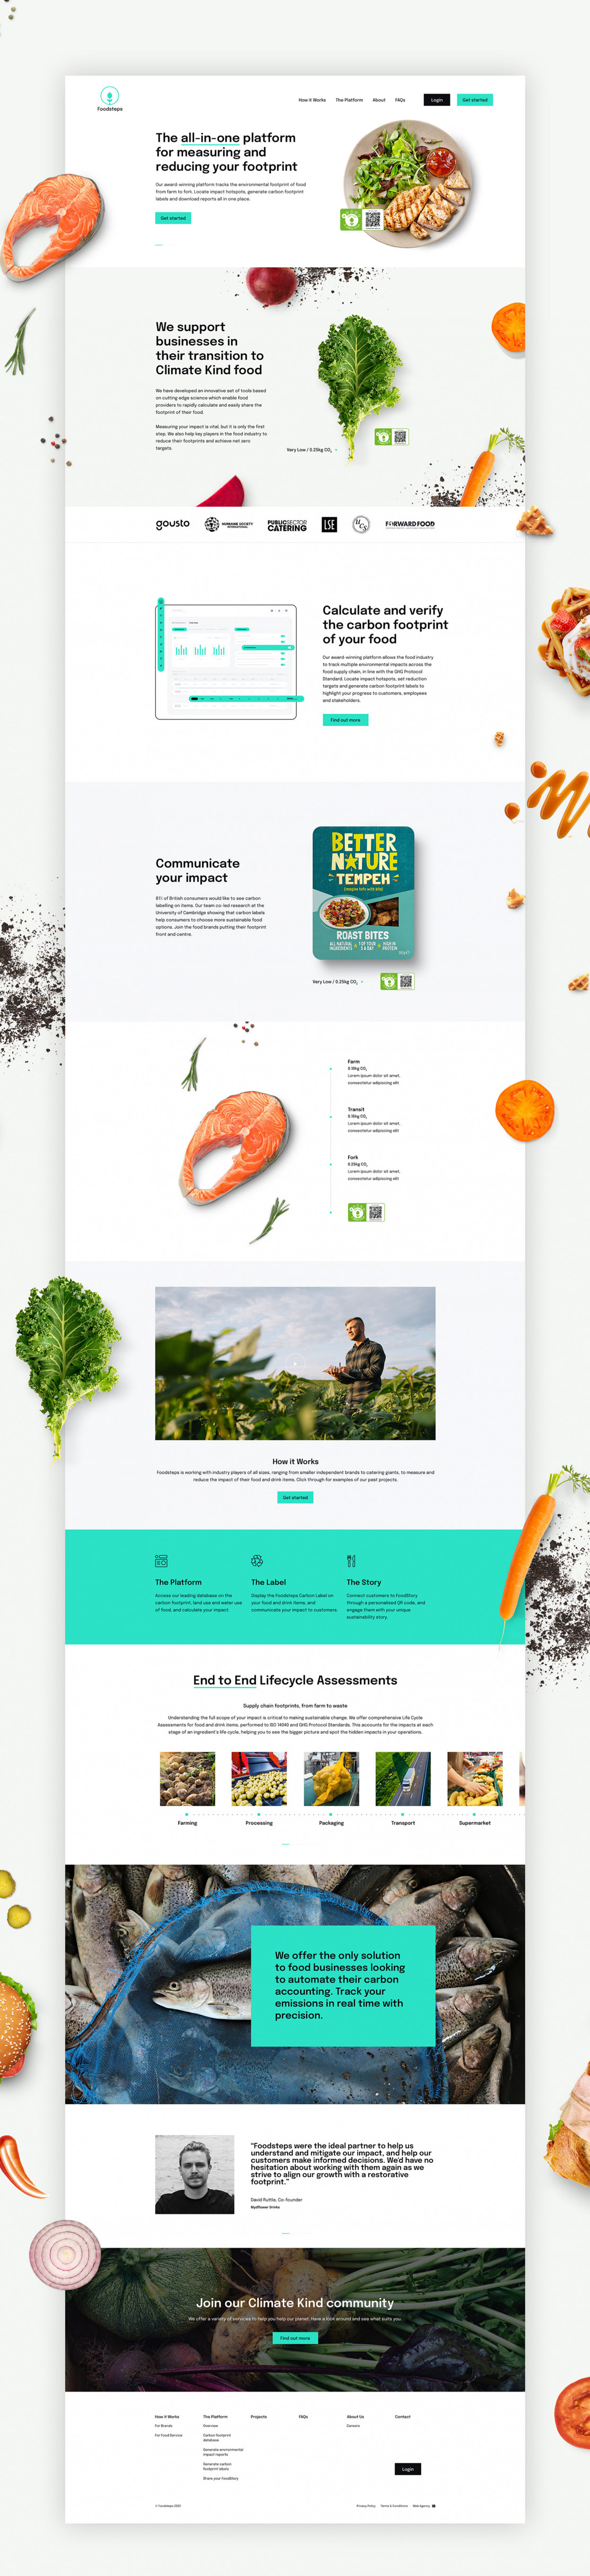 Foodsteps
How it Works
The Platform
About
FAQs
Login
Get started
The all-in-one platform
for measuring and
reducing your footprint
Our award-winning platform tracks the environmental footprint of food
from farm to fork. Locate impact hotspots, generate carbon footprint
labels and download reports all in one place.
Get started
We support
businesses in
their transition to
Climate Kind food
We have developed an innovative set of tools based
on cutting edge science which enable food
providers to rapidly calculate and easily share the
footprint of their food.
Measuring your impact is vital, but it is only the first
step. We also help key players in the food industry to
reduce their footprints and achieve net zero
targets.
Very Low / 0.25kg CO2
gousto
HUMANE SOCIETY
INTERNATIONAL
PUBLIC SECTOR
CATERING
LSE
UCS
FORWARD FOOD
Calculate and verify
the carbon footprint
of your food
Our award-winning platform allows the food industry
to track multiple environmental impacts across the
food supply chain, in line with the GHG Protocol
Standard. Locate impact hotspots, set reduction
targets and generate carbon footprint labels to
highlight your progress to customers, employees
and stakeholders.
Find out more
Communicate
your impact
81% of British consumers would like to see carbon
labelling on items. Our team co-led research at the
University of Cambridge showing that carbon labels
help consumers to choose more sustainable food
options. Join the food brands putting their footprint
front and centre.
BETTER
NATURE
TEMPEH
(imagine tofu with bite)
ROAST BITES
ALL NATURAL
INGREDIENTS
1 OF YOUR
5 A DAY
HIGH IN
PROTEIN
Very Low / 0.25kg CO2
Farm
0.10kg CO2
Lorem ipsum dolor sit amet,
consectetur adipiscing elit
Transit
0.15kg CO2
Lorem ipsum dolor sit amet,
consectetur adipiscing elit
Fork
0.25kg CO2
Lorem ipsum dolor sit amet,
consectetur adipiscing elit
How it Works
Foodsteps is working with industry players of all sizes, ranging from smaller independent brands to catering giants, to measure and
reduce the impact of their food and drink items. Click through for examples of our past projects.
Get started
The Platform
Access our leading database on the
carbon footprint, land use and water use
of food, and calculate your impact.
The Label
Display the Foodsteps Carbon Label on
your food and drink items, and
communicate your impact to customers.
The Story
Connect customers to FoodStory
through a personalised QR code, and
engage them with your unique
sustainability story.
End to End Lifecycle Assessments
Supply chain footprints, from farm to waste
Understanding the full scope of your impact is critical to making sustainable change. We offer comprehensive Life Cycle
Assessments for food and drink items, performed to ISO 14040 and GHG Protocol Standards. This accounts for the impacts at each
stage of an ingredient's life cycle, helping you to see the bigger picture and spot the hidden impacts in your operations.
Farming
Processing
Packaging
Transport
Supermarket
We offer the only solution
to food businesses looking
to automate their carbon
accounting. Track your
emissions in real time with
precision.
"Foodsteps were the ideal partner to help us
understand and mitigate our impact, and help our
customers make informed decisions. We'd have no
hesitation about working with them again as we
strive to align our growth with a restorative
footprint."
David Ruttle, Co-founder
Mydflower Drinks
Join our Climate Kind community
We offer a variety of services to help you help our planet. Have a look around and see what suits you.
Find out more
How it Works
For Brands
For Food Service
The Platform
Overview
Carbon footprint
database
Generate environmental
impact reports
Generate carbon
footprint labels
Share your FoodStory
Projects
FAQs
About Us
Careers
Contact
Login
© Foodsteps 2022
Privacy Policy
Terms & Conditions
Web Agency